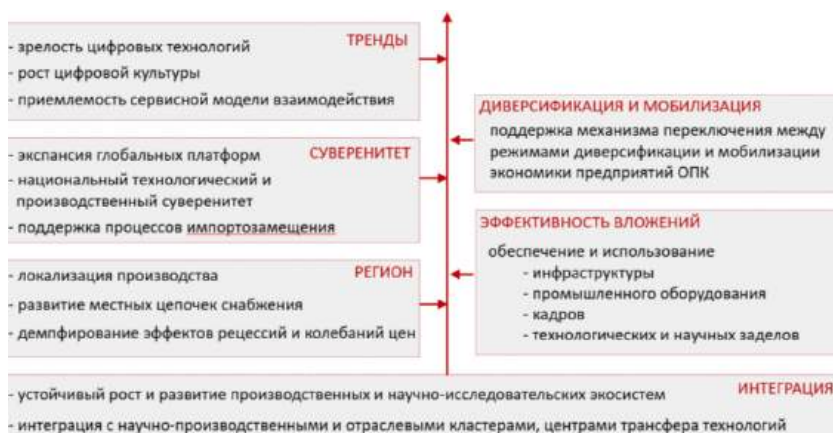 ТРЕНДЫ
- зрелость цифровых технологий
- рост цифровой культуры
- приемлемость сервисной модели взаимодействия
СУВЕРЕНИТЕТ
- экспансия глобальных платформ
- национальный технологический и
производственный суверенитет
- поддержка процессов импортозамещения
РЕГИОН
- локализация производства
- развитие местных цепочек снабжения
- демпфирование эффектов рецессий и колебаний цен
ДИВЕРСИФИКАЦИЯ И МОБИЛИЗАЦИЯ
поддержка механизма переключения между
режимами диверсификации и мобилизации
экономики предприятий ОПК
ЭФФЕКТИВНОСТЬ ВЛОЖЕНИЙ
обеспечение и использование
- инфраструктуры
- промышленного оборудования
- кадров
- технологических и научных заделов
ИНТЕГРАЦИЯ
- устойчивый рост и развитие производственных и научно-исследовательских экосистем
- интеграция с научно-производственными и отраслевыми кластерами, центрами трансфера технологий